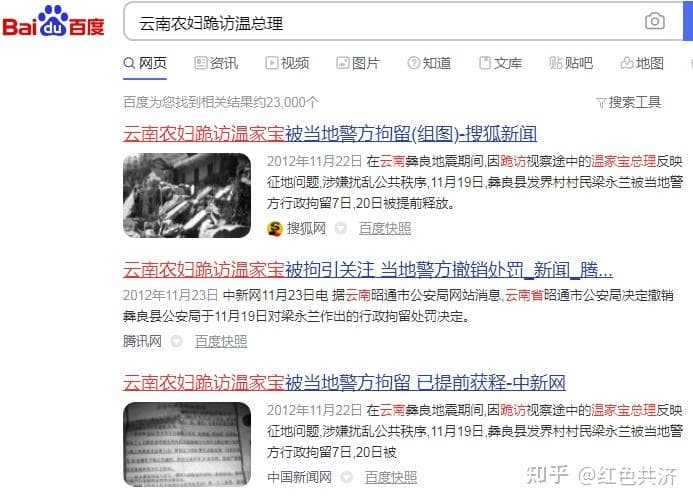 Bai du 百度
云南农妇跪访温总理
网页 资讯 视频 图片 知道 文库 贴吧 地图
百度为您找到相关结果约23,000个 搜索工具
云南农妇跪访温家宝被当地警方拘留(组图)-搜狐新闻
2012年11月22日 在云南彝良地震期间,因跪访视察途中的温家宝总理反映
征地问题,涉嫌扰乱公共秩序,11月19日,彝良县发界村村民梁永兰被当地警
方行政拘留7日,20日被提前释放。
搜狐网 百度快照
云南农妇跪访温家宝被拘引关注 当地警方撤销处罚_新闻_腾...
2012年11月23日 中新网11月23日电 据云南昭通市公安局网站消息,云南省昭通市公安局决定撤销
彝良县公安局于11月19日对梁永兰作出的行政拘留处罚决定。
腾讯网 百度快照
云南农妇跪访温家宝被当地警方拘留 已提前获释-中新网
2012年11月22日 在云南彝良地震期间,因跪访视察途中的温家宝总理反映
征地问题,涉嫌扰乱公共秩序,11月19日,彝良县发界村村民梁永兰被当地警
方行政拘留7日,20日被
中国新闻网 百度快照
知乎 @红色共济